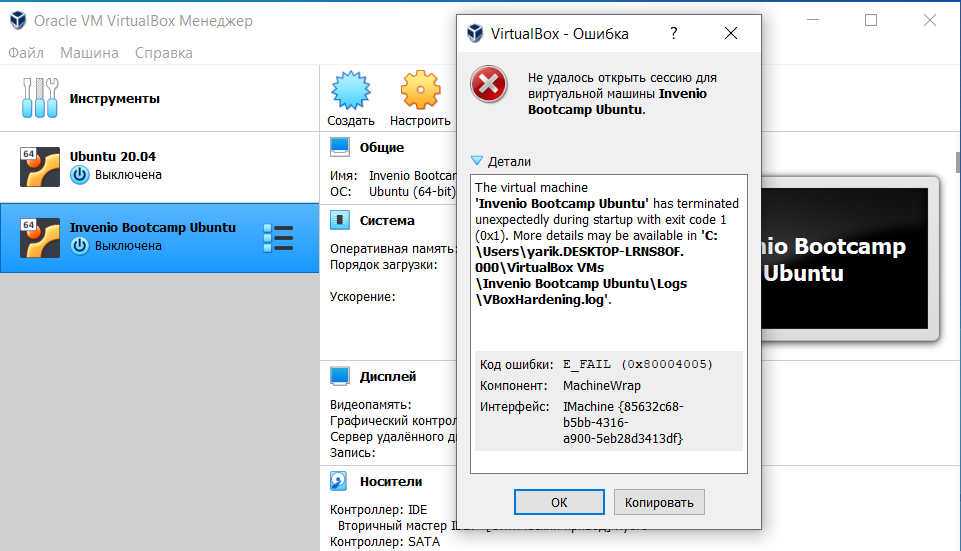 Oracle VM VirtualBox Менеджер
Файл Машина Справка
Инструменты
64
Ubuntu 20.04
Выключена
64
Invenio Bootcamp Ubuntu
Выключена
Создать Настроить
Общие
Имя: Invenio Bootcam
ОС: Ubuntu (64-bit)
Система
Оперативная память:
Порядок загрузки:
Ускорение:
Дисплей
Видеопамять:
Графический контрол
Сервер удалённого д
Запись:
Носители
Контроллер: IDE
Вторичный мастер
Контроллер: SATA
nio Bootcamp
Ubuntu
VirtualBox - Ошибка ?
Не удалось открыть сессию для
виртуальной машины Invenio
Bootcamp Ubuntu.
Детали
The virtual machine
'Invenio Bootcamp Ubuntu' has terminated
unexpectedly during startup with exit code 1
(0x1). More details may be available in 'C:
\Users\yarik.DESKTOP-LRNS8OF.
000\VirtualBox VMs
\Invenio Bootcamp Ubuntu\Logs
\VBoxHardening.log'.
Код ошибки: E_FAIL (0x80004005)
Компонент: MachineWrap
Интерфейс: IMachine {85632c68-
b5bb-4316-
a900-5eb28d3413df}
OK Копировать